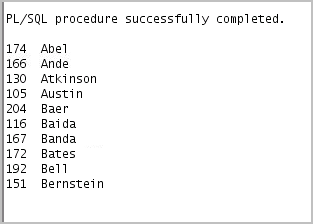 PL/SQL procedure successfully completed.
174 Abel
166 Ande
130 Atkinson
105 Austin
204 Baer
116 Baida
167 Banda
172 Bates
192 Bell
151 Bernstein